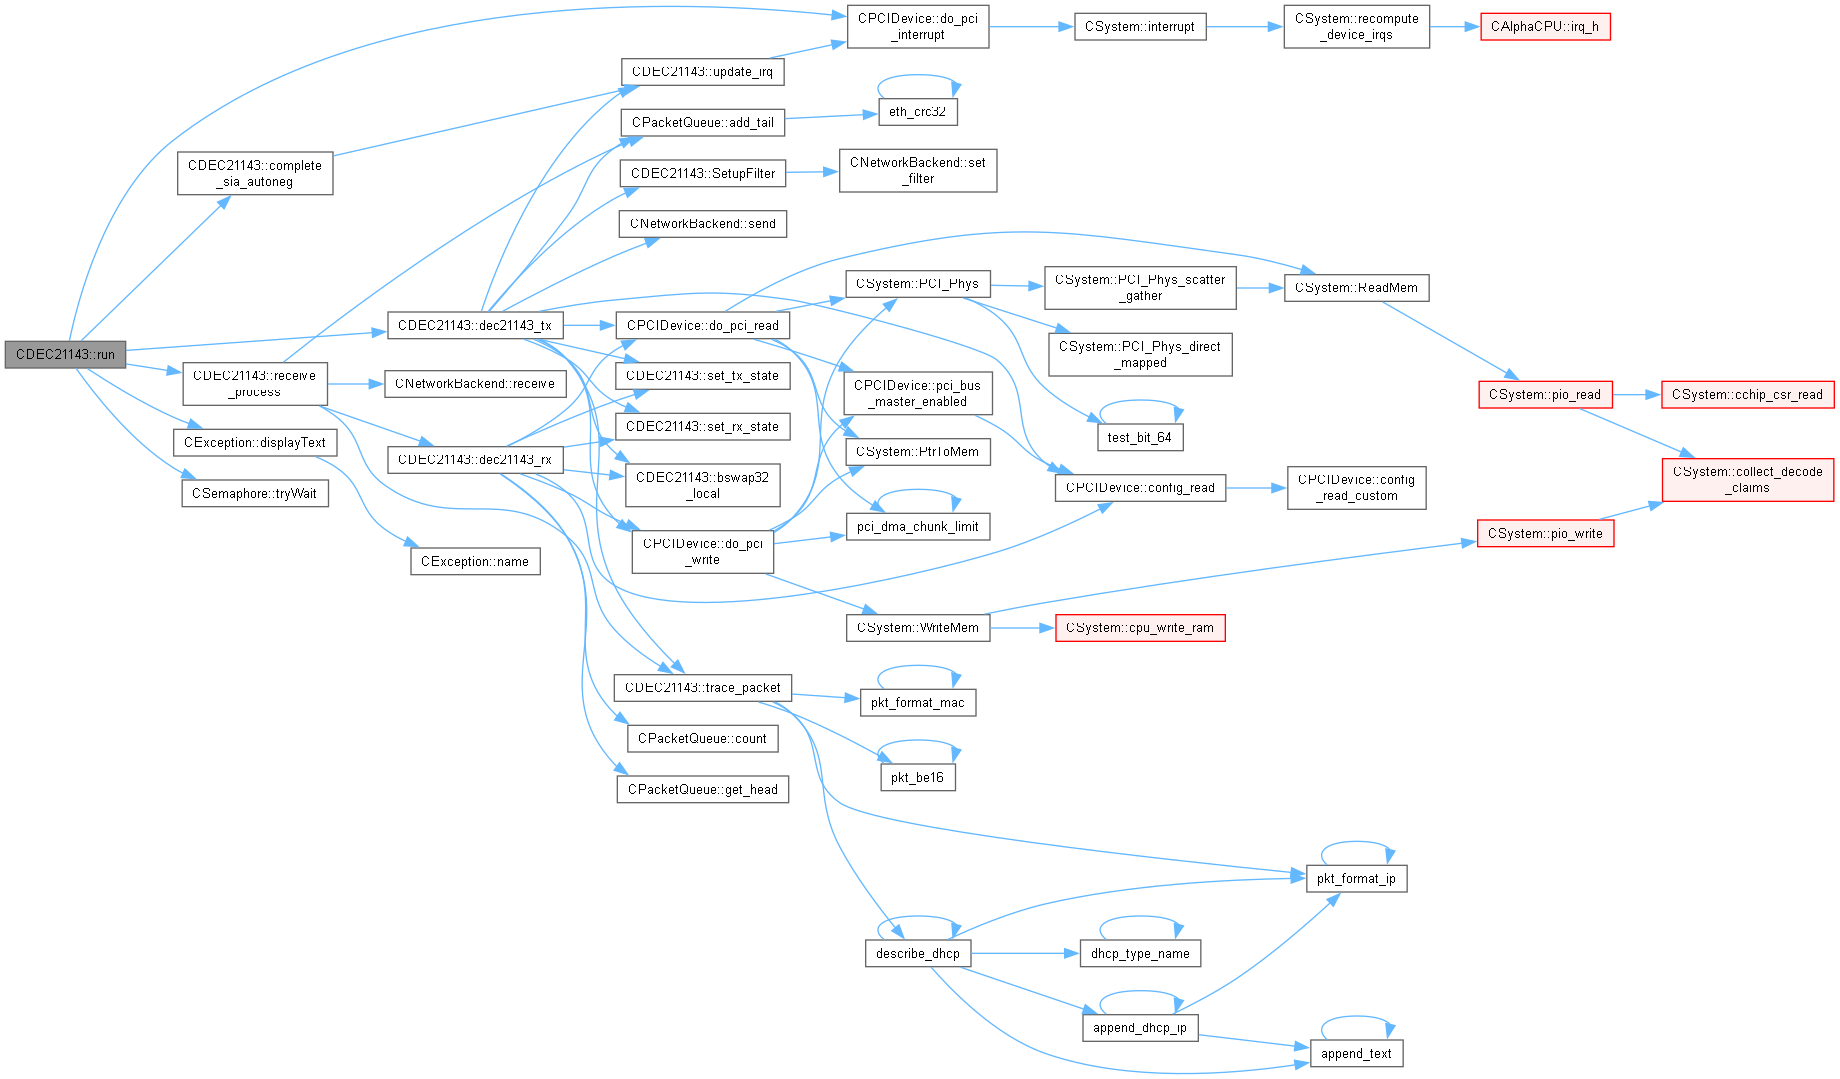 CDEC21143::run
CDEC21143::complete
_sia_autoneg
CDEC21143::receive
_process
CException::displayText
CSemaphore::tryWait
CDEC21143::dec21143_tx
CNetworkBackend::receive
CDEC21143::dec21143_rx
CException::name
CDEC21143::update_irq
CPacketQueue::add_tail
CDEC21143::SetupFilter
CNetworkBackend::send
CPCIDevice::do_pci_read
CDEC21143::set_tx_state
CDEC21143::set_rx_state
CDEC21143::bswap32
_local
CPCIDevice::do_pci
_write
CDEC21143::trace_packet
CPacketQueue::count
CPacketQueue::get_head
CPCIDevice::do_pci
_interrupt
eth_crc32
CNetworkBackend::set
_filter
CSystem::PCI_Phys
CPCIDevice::pci_bus
_master_enabled
CSystem::PtrToMem
pci_dma_chunk_limit
CSystem::WriteMem
pkt_format_mac
pkt_be16
describe_dhcp
CSystem::interrupt
CSystem::PCI_Phys_scatter
_gather
CSystem::PCI_Phys_direct
_mapped
test_bit_64
CPCIDevice::config_read
CSystem::cpu_write_ram
dhcp_type_name
append_dhcp_ip
CSystem::recompute
_device_irqs
CSystem::ReadMem
CPCIDevice::config
_read_custom
pkt_format_ip
append_text
CAlphaCPU::irq_h
CSystem::pio_read
CSystem::pio_write
CSystem::cchip_csr_read
CSystem::collect_decode
_claims